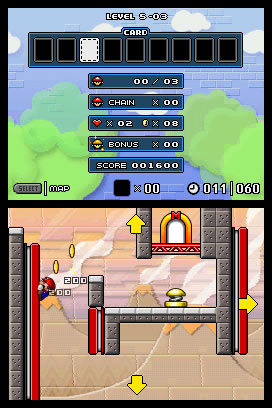 LEVEL 5-03
CARD
00 / 03
CHAIN × 00
× 02 × 08
BONUS × 00
SCORE 001600
SELECT MAP × 00 011 060
200
200
M